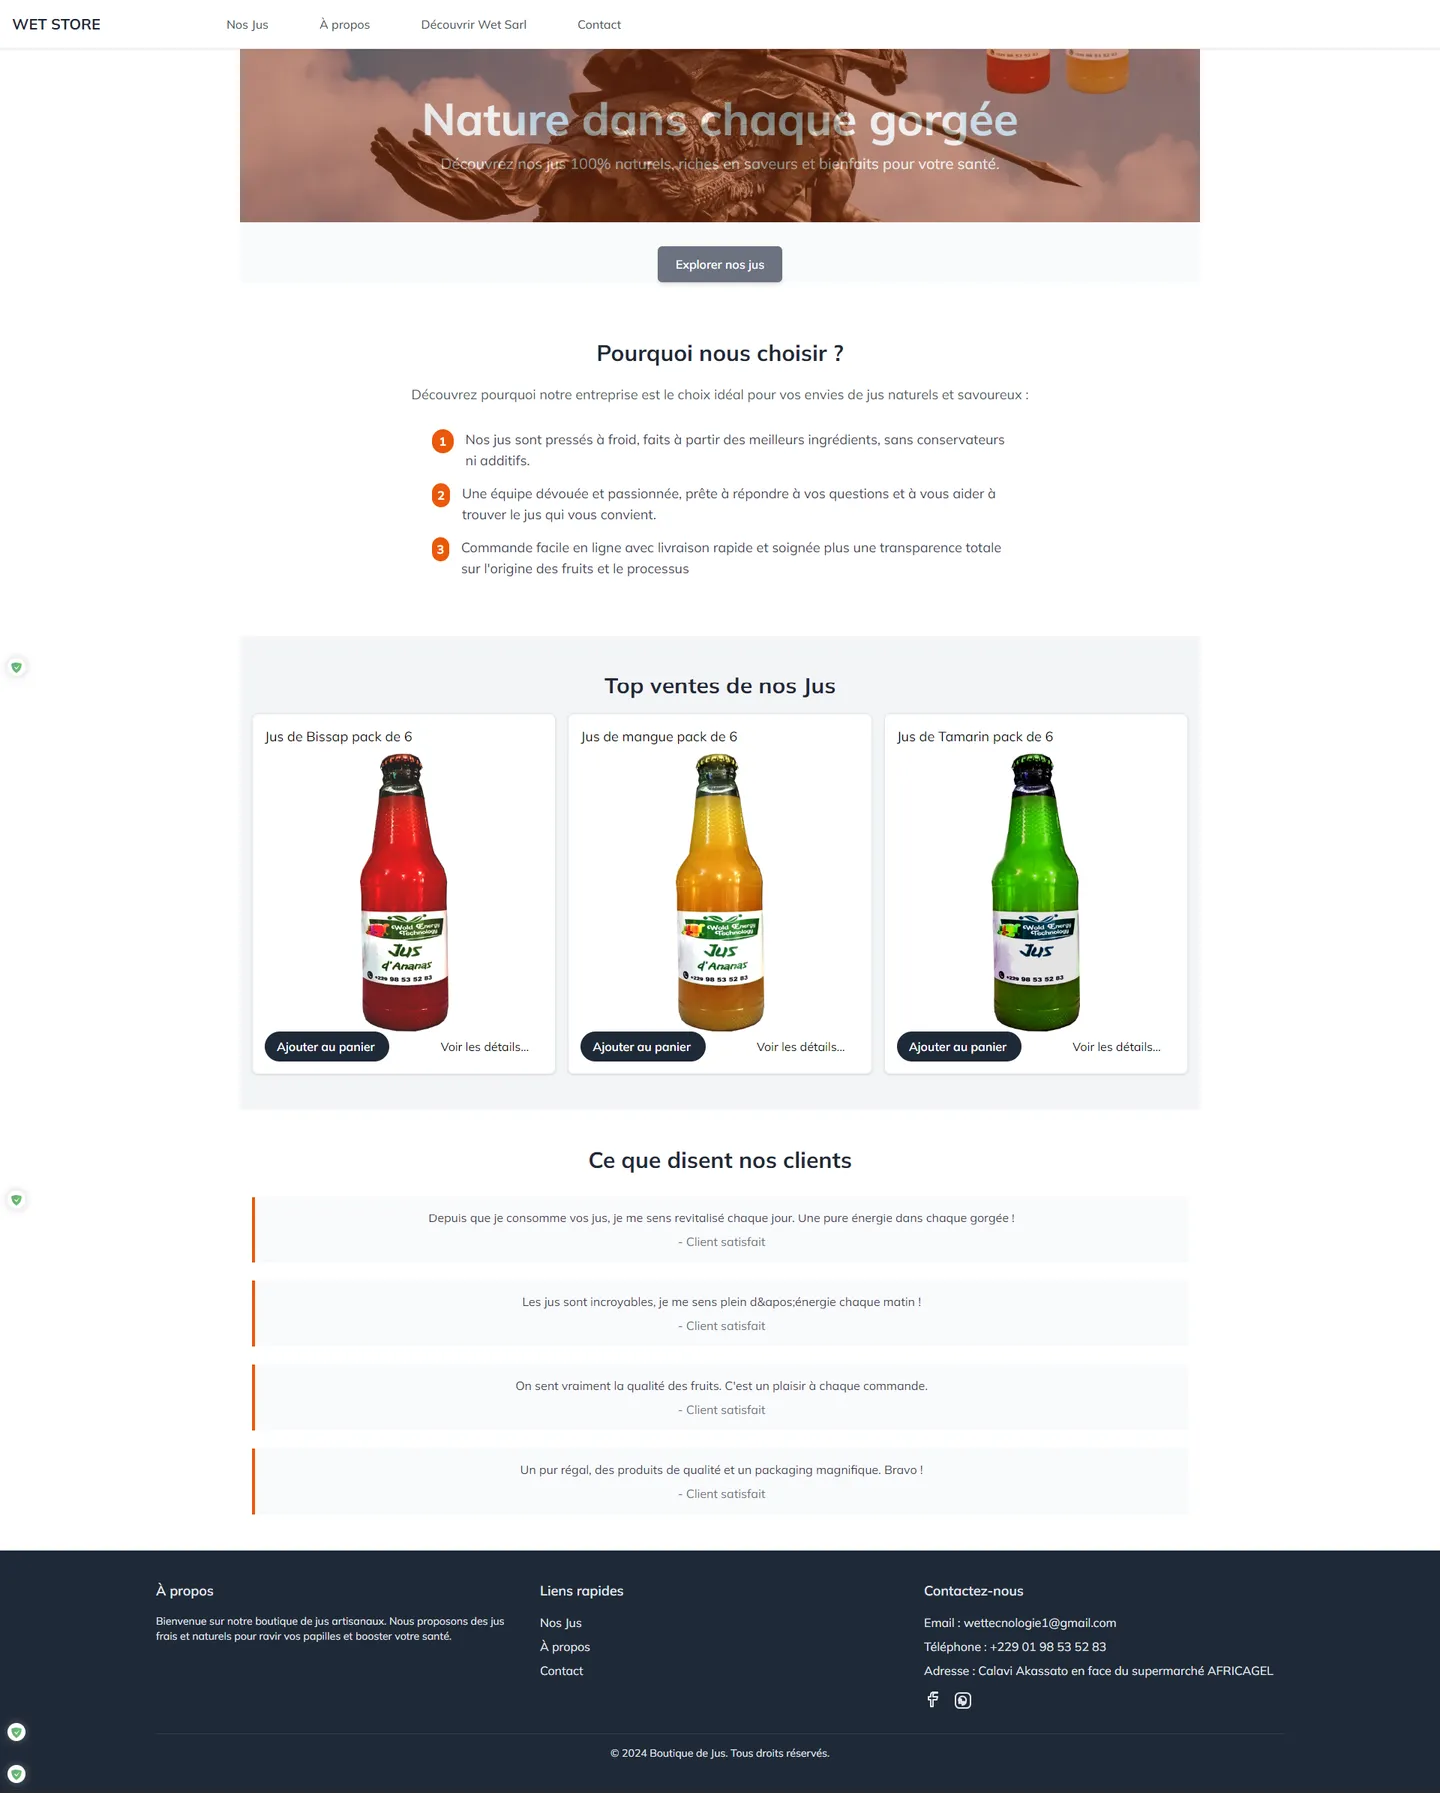 WET STORE
Nos Jus
À propos
Découvrir Wet Sarl
Contact
Nature dans chaque gorgée
Découvrez nos jus 100% naturels, riches en saveurs et bienfaits pour votre santé.
Explorer nos jus
Pourquoi nous choisir ?
Découvrez pourquoi notre entreprise est le choix idéal pour vos envies de jus naturels et savoureux :
1 Nos jus sont pressés à froid, faits à partir des meilleurs ingrédients, sans conservateurs
ni additifs.
2 Une équipe dévouée et passionnée, prête à répondre à vos questions et à vous aider à
trouver le jus qui vous convient.
3 Commande facile en ligne avec livraison rapide et soignée plus une transparence totale
sur l'origine des fruits et le processus
Top ventes de nos Jus
Jus de Bissap pack de 6
Wold Energy
Technology
Jus
d'Ananas
+229 98 53 52 83
Ajouter au panier
Voir les détails...
Jus de mangue pack de 6
Wold Energy
Technology
Jus
d'Ananas
+229 98 53 52 83
Ajouter au panier
Voir les détails...
Jus de Tamarin pack de 6
Wold Energy
Technology
Jus
+229 98 53 52 83
Ajouter au panier
Voir les détails...
Ce que disent nos clients
Depuis que je consomme vos jus, je me sens revitalisé chaque jour. Une pure énergie dans chaque gorgée !
- Client satisfait
Les jus sont incroyables, je me sens plein d&apos;énergie chaque matin !
- Client satisfait
On sent vraiment la qualité des fruits. C'est un plaisir à chaque commande.
- Client satisfait
Un pur régal, des produits de qualité et un packaging magnifique. Bravo !
- Client satisfait
À propos
Bienvenue sur notre boutique de jus artisanaux. Nous proposons des jus
frais et naturels pour ravir vos papilles et booster votre santé.
Liens rapides
Nos Jus
À propos
Contact
Contactez-nous
Email : wettecnologie1@gmail.com
Téléphone : +229 01 98 53 52 83
Adresse : Calavi Akassato en face du supermarché AFRICAGEL
© 2024 Boutique de Jus. Tous droits réservés.